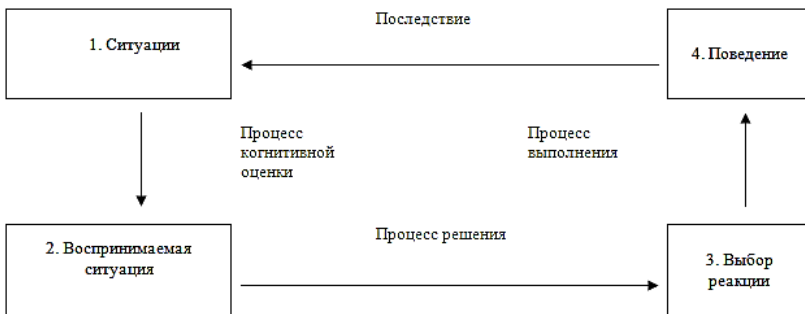 Последствие
1. Ситуации
4. Поведение
Процесс
когнитивной
оценки
Процесс
выполнения
2. Воспринимаемая
ситуация
Процесс решения
3. Выбор
реакции